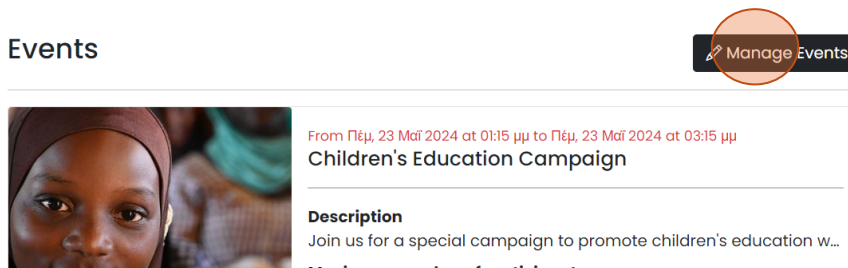 Events
Manage Events
From Πέμ, 23 Μαΐ 2024 at 01:15 μμ to Πέμ, 23 Μαΐ 2024 at 03:15 μμ
Children's Education Campaign
Description
Join us for a special campaign to promote children's education w...